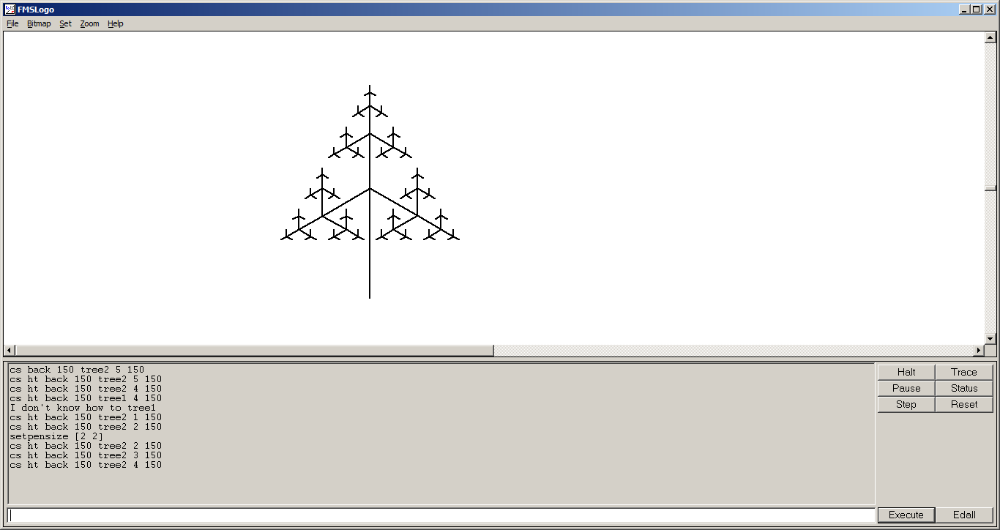 FMSLogo
File Bitmap Set Zoom Help
cs back 150 tree2 5 150
cs ht back 150 tree2 5 150
cs ht back 150 tree2 4 150
cs ht back 150 tree1 4 150
I don't know how to tree1
cs ht back 150 tree2 1 150
cs ht back 150 tree2 2 150
setpensize [2 2]
cs ht back 150 tree2 2 150
cs ht back 150 tree2 3 150
cs ht back 150 tree2 4 150
Halt Trace
Pause Status
Step Reset
Execute Edall